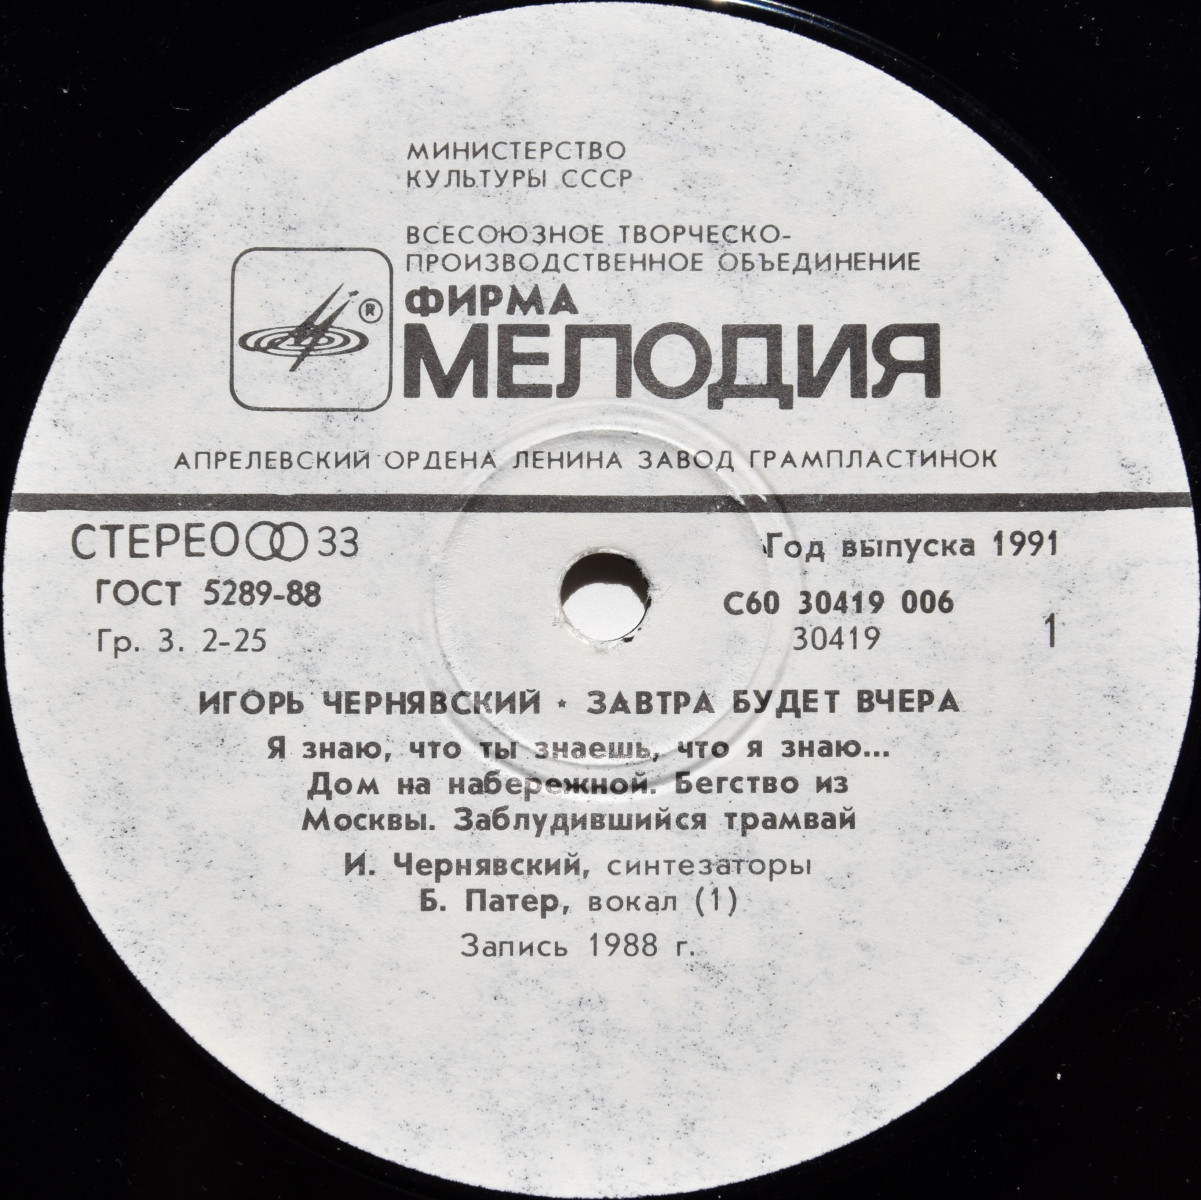 МИНИСТЕРСТВО
КУЛЬТУРЫ СССР
ВСЕСОЮЗНОЕ ТВОРЧЕСКО-
ПРОИЗВОДСТВЕННОЕ ОБЪЕДИНЕНИЕ
®
ФИРМА
МЕЛОДИЯ
АПРЕЛЕВСКИЙ ОРДЕНА ЛЕНИНА ЗАВОД ГРАМПЛАСТИНОК
СТЕРЕО 33
ГОСТ 5289-88
Гр. 3. 2-25
Год выпуска 1991
С60 30419 006
30419
1
ИГОРЬ ЧЕРНЯВСКИЙ ⋆ ЗАВТРА БУДЕТ ВЧЕРА
Я знаю, что ты знаешь, что я знаю...
Дом на набережной. Бегство из
Москвы. Заблудившийся трамвай
И. Чернявский, синтезаторы
Б. Патер, вокал (1)
Запись 1988 г.